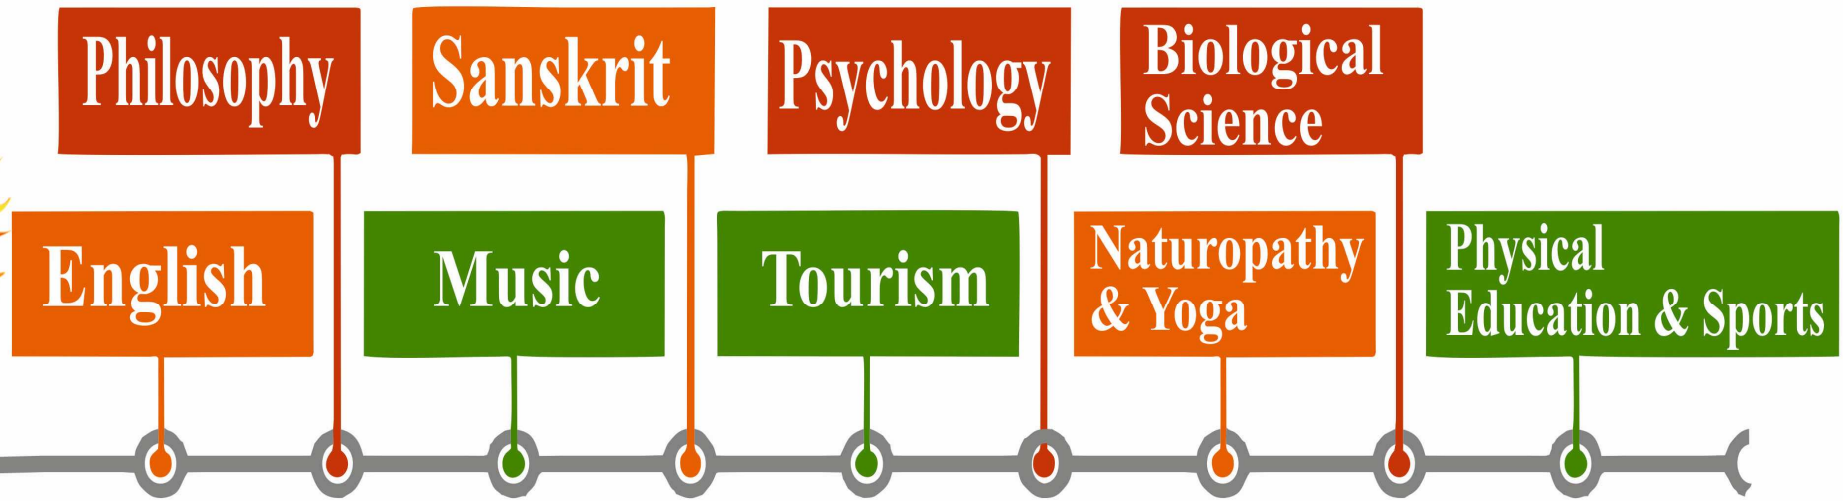 Philosophy
Sanskrit
Psychology
Biological
Science
English
Music
Tourism
Naturopathy
& Yoga
Physical
Education & Sports